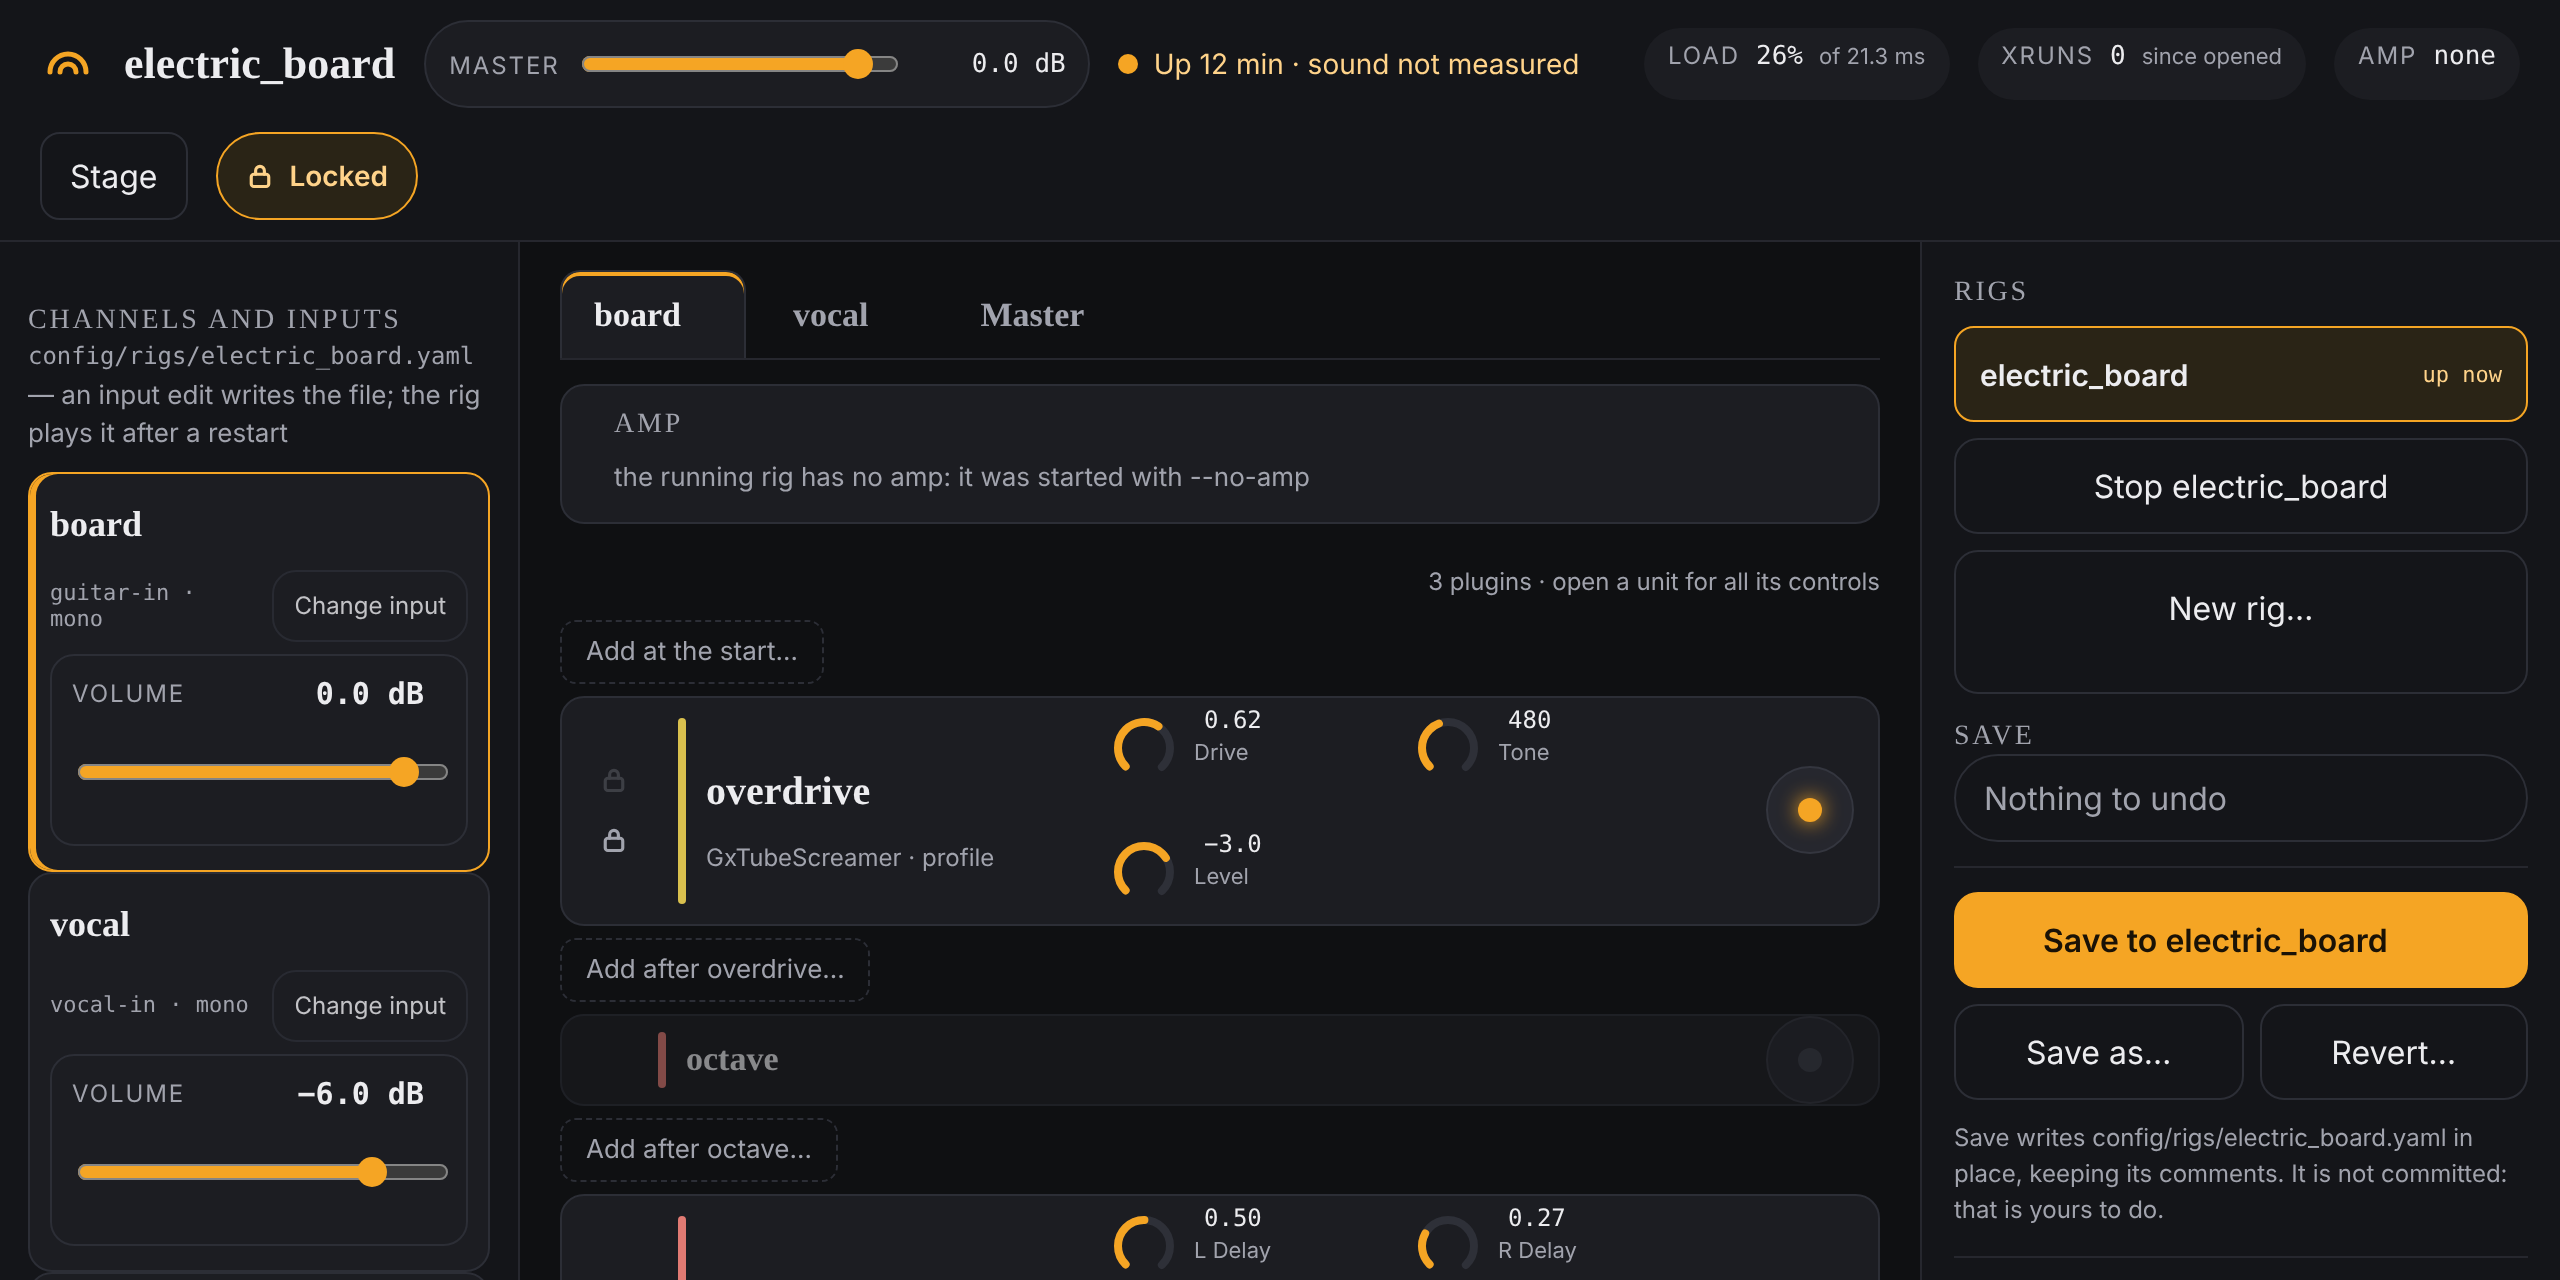 electric_board
MASTER 0.0 dB
Up 12 min · sound not measured
LOAD 26% of 21.3 ms
XRUNS 0 since opened
AMP none
Stage
Locked
CHANNELS AND INPUTS
config/rigs/electric_board.yaml
— an input edit writes the file; the rig
plays it after a restart
board
guitar-in ·
mono
Change input
VOLUME 0.0 dB
vocal
vocal-in · mono
Change input
VOLUME −6.0 dB
board vocal Master
AMP
the running rig has no amp: it was started with --no-amp
3 plugins · open a unit for all its controls
Add at the start...
overdrive
GxTubeScreamer · profile
0.62
Drive
480
Tone
−3.0
Level
Add after overdrive...
octave
Add after octave...
0.50
L Delay
0.27
R Delay
RIGS
electric_board up now
Stop electric_board
New rig...
SAVE
Nothing to undo
Save to electric_board
Save as...
Revert...
Save writes config/rigs/electric_board.yaml in
place, keeping its comments. It is not committed:
that is yours to do.